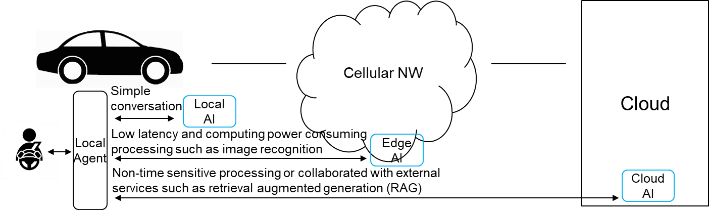 Cellular NW
Cloud
Simple
conversation
Local
AI
Local
Agent
Low latency and computing power consuming
processing such as image recognition
Edge
AI
Non-time sensitive processing or collaborated with external
services such as retrieval augmented generation (RAG)
Cloud
AI